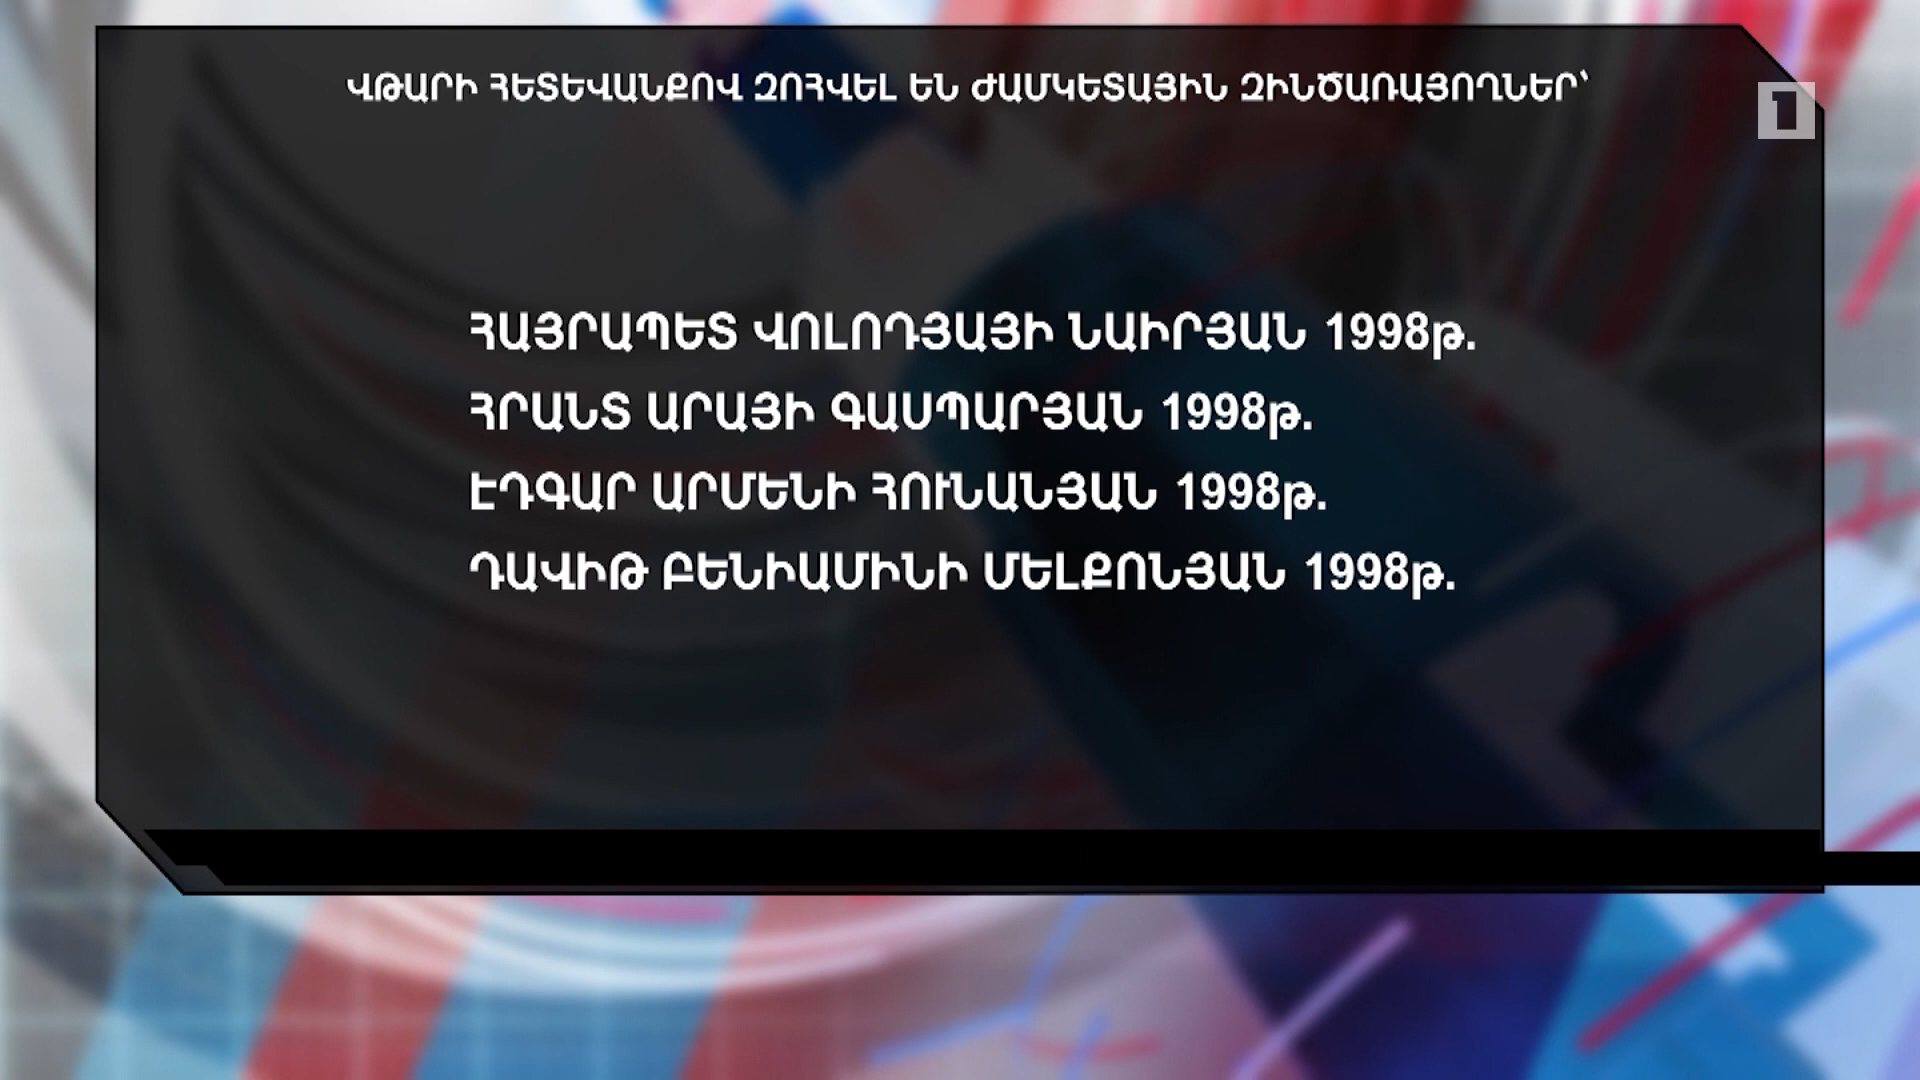 ՎԹԱՐԻ ՀԵՏԵՎԱՆՔՈՎ ԶՈՀՎԵԼ ԵՆ ԺԱՄԿԵՏԱՅԻՆ ԶԻՆԾԱՌԱՅՈՂՆԵՐ՝
1
ՀԱՅՐԱՊԵՏ ՎՈԼՈԴՅԱՅԻ ՆԱԻՐՅԱՆ 1998թ.
ՀՐԱՆՏ ԱՐԱՅԻ ԳԱՍՊԱՐՅԱՆ 1998թ.
ԷԴԳԱՐ ԱՐՄԵՆԻ ՀՈՒՆԱՆՅԱՆ 1998թ.
ԴԱՎԻԹ ԲԵՆԻԱՄԻՆԻ ՄԵԼՔՈՆՅԱՆ 1998թ.